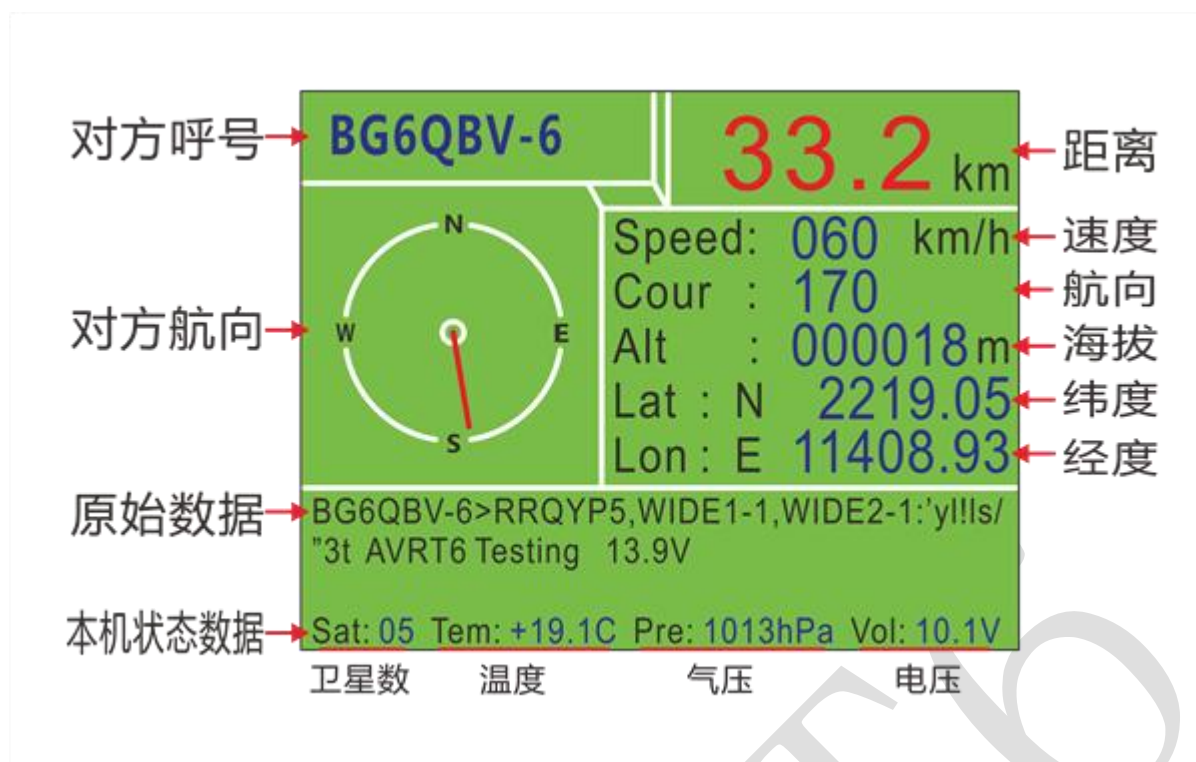 对方呼号
BG6QBV-6
33.2 km
距离
N
W
E
S
对方航向
Speed: 060 km/h
速度
Cour : 170
航向
Alt : 000018m
海拔
Lat : N 2219.05
纬度
Lon : E 11408.93
经度
原始数据
BG6QBV-6>RRQYP5,WIDE1-1,WIDE2-1:'yl!ls/
"3t AVRT6 Testing 13.9V
本机状态数据
Sat: 05 Tem: +19.1C Pre: 1013hPa Vol: 10.1V
卫星数 温度 气压 电压